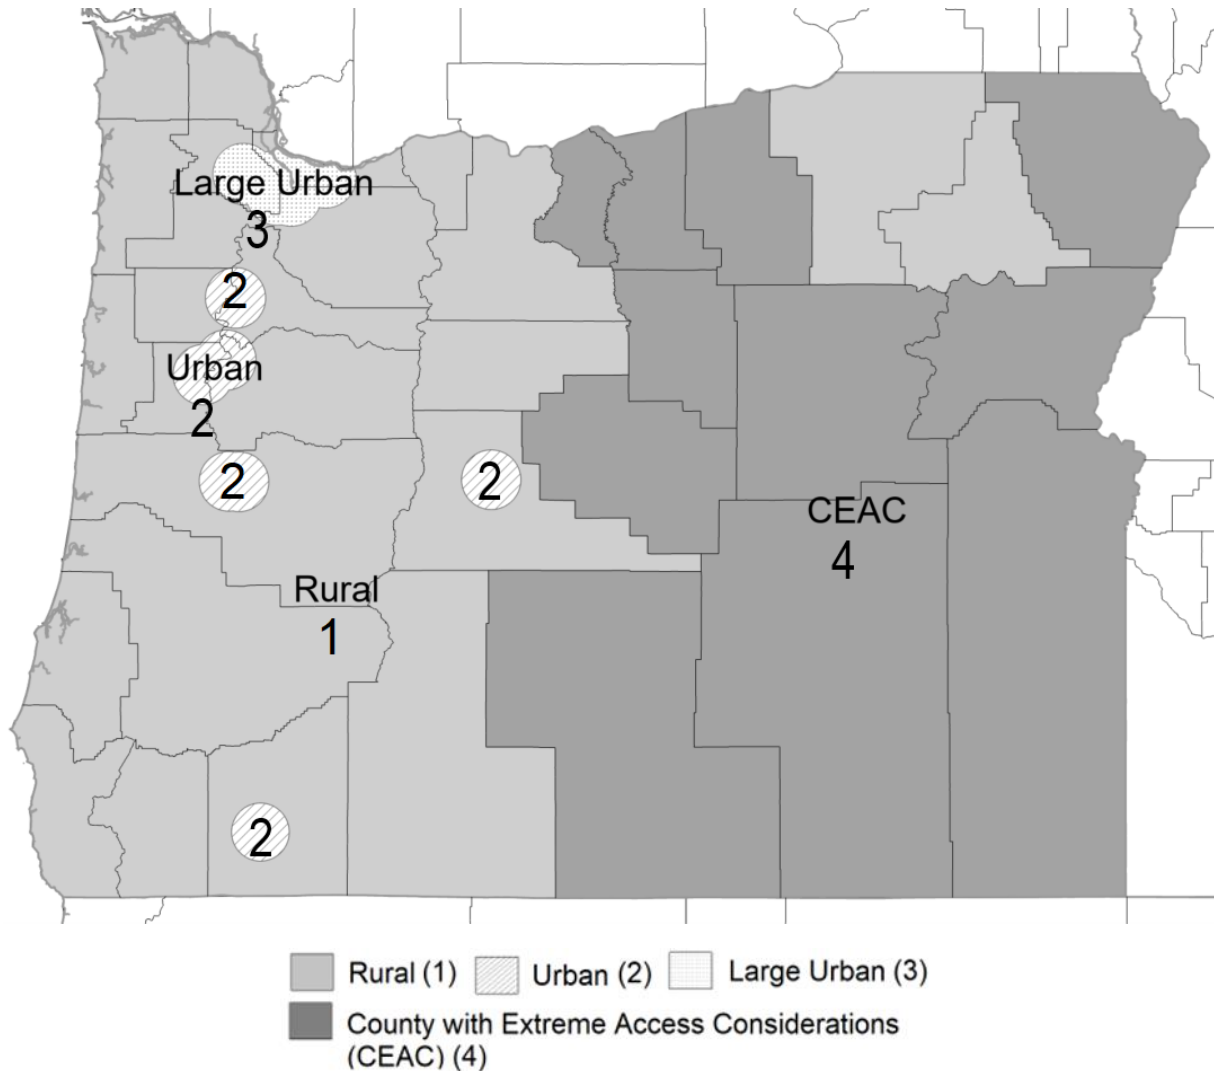 Large Urban
3
2
Urban
2
2
2
CEAC
4
Rural
1
2
Rural (1)
Urban (2)
Large Urban (3)
County with Extreme Access Considerations
(CEAC) (4)